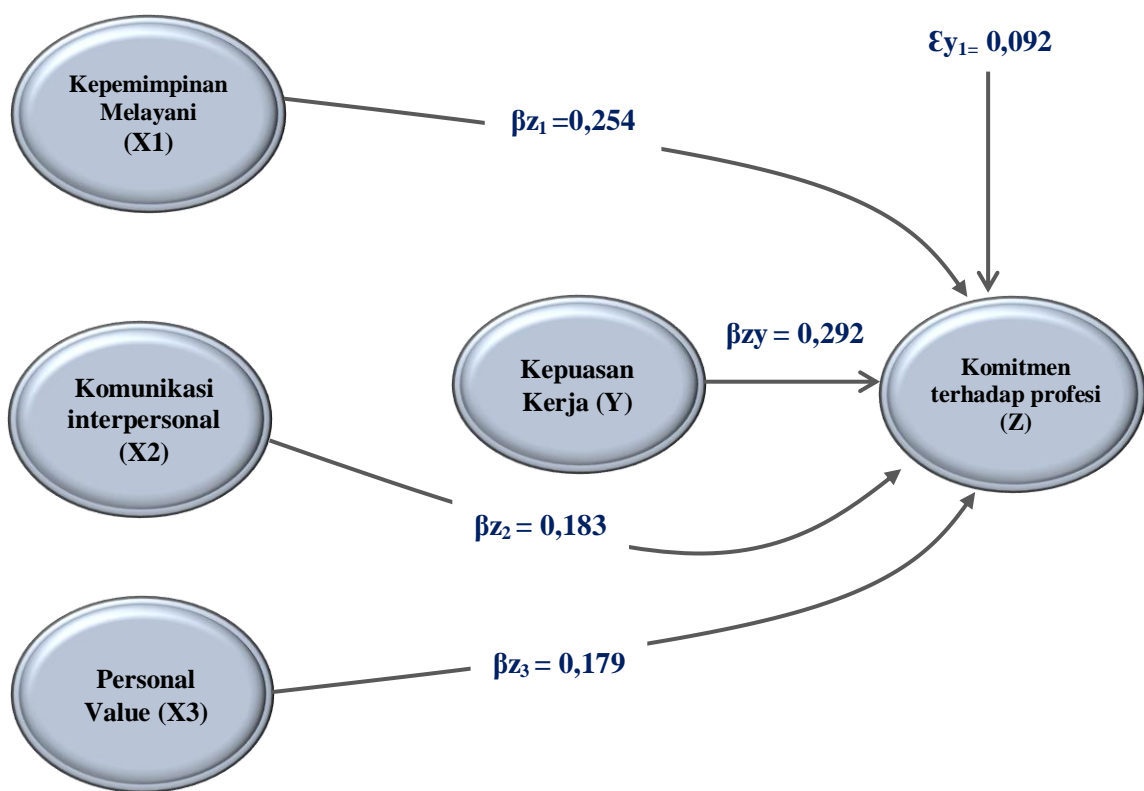 Kepemimpinan
Melayani
(X1)
βz₁ =0,254
Ɛy₁₌ 0,092
Komunikasi
interpersonal
(X2)
Kepuasan
Kerja (Y)
βzy = 0,292
Komitmen
terhadap profesi
(Z)
βz₂ = 0,183
Personal
Value (X3)
βz₃ = 0,179